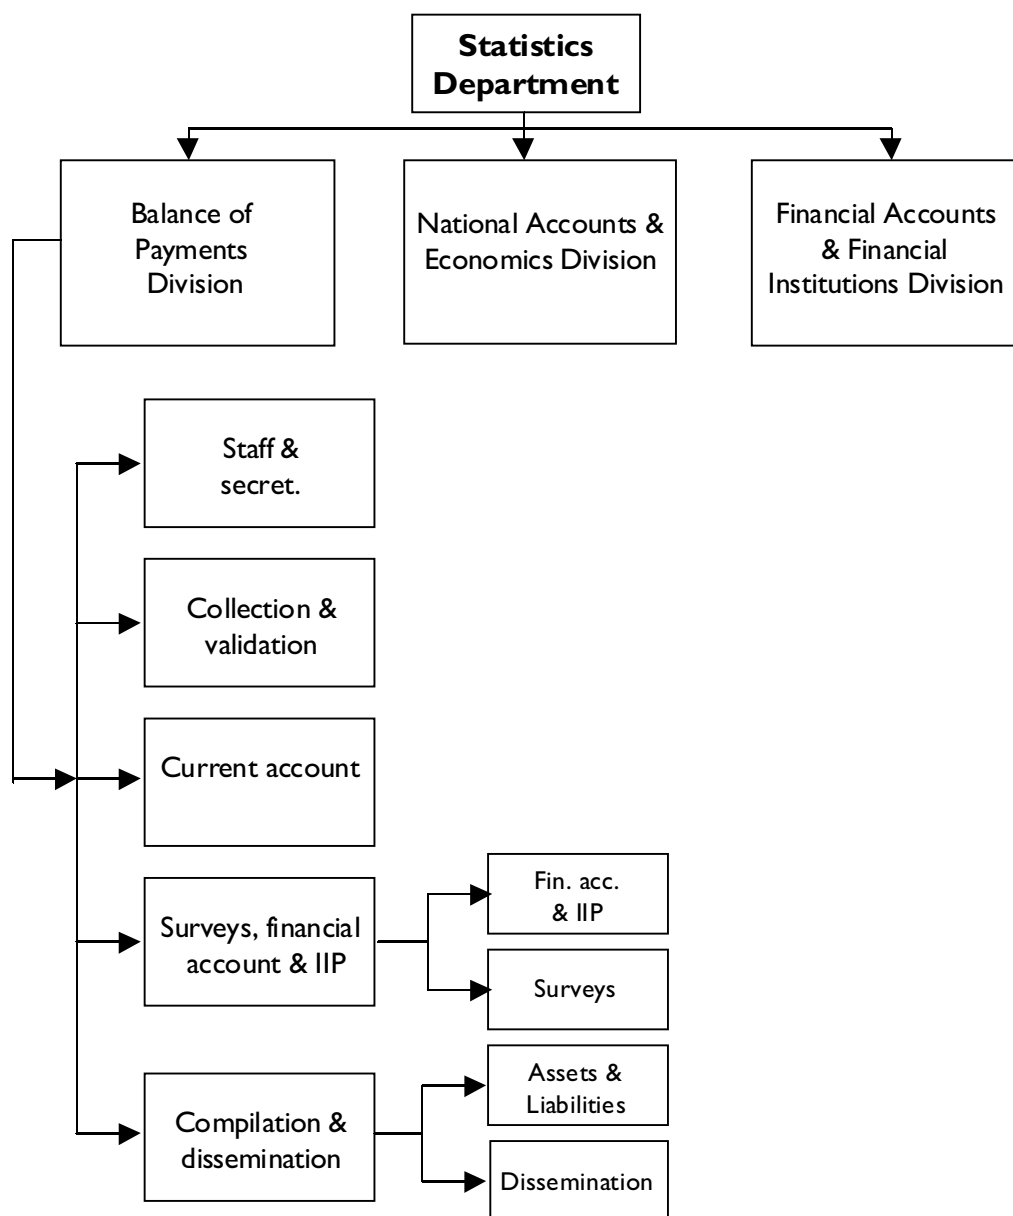 Statistics
Department
Balance of
Payments
Division
National Accounts &
Economics Division
Financial Accounts
& Financial
Institutions Division
Staff &
secret.
Collection &
validation
Current account
Surveys, financial
account & IIP
Fin. acc.
& IIP
Surveys
Compilation &
dissemination
Assets &
Liabilities
Dissemination